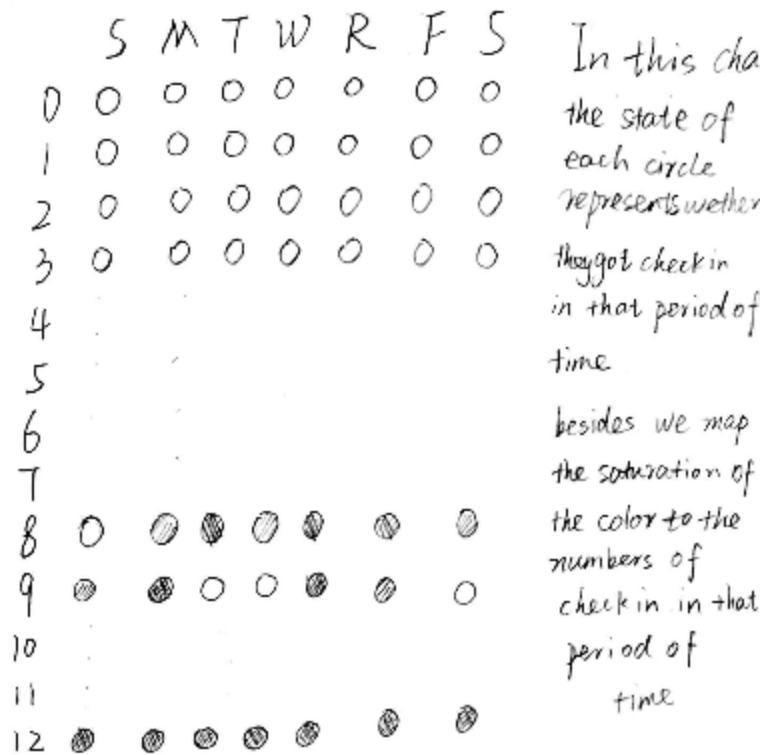 S M T W R F S
0
1
2
3
4
5
6
7
8
9
10
11
12
In this cha
the state of
each circle
represents wether
they got check in
in that period of
time
besides we map
the saturation of
the color to the
numbers of
check in in that
period of
time